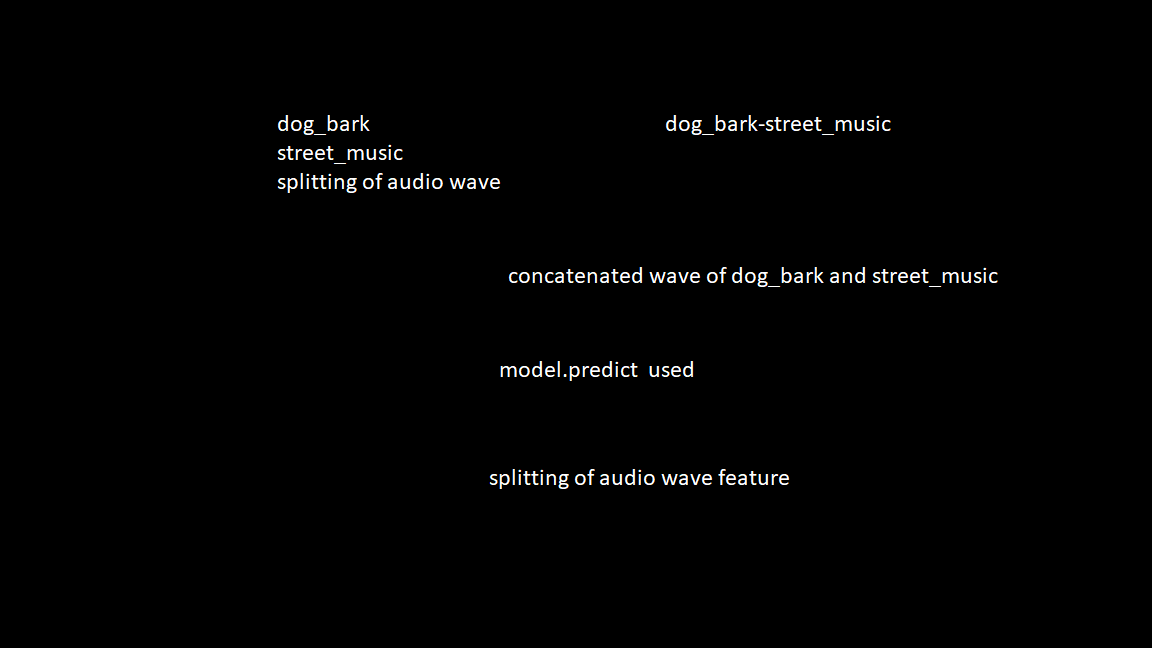 dog_bark
street_music
splitting of audio wave
dog_bark-street_music
concatenated wave of dog_bark and street_music
model.predict  used
splitting of audio wave feature